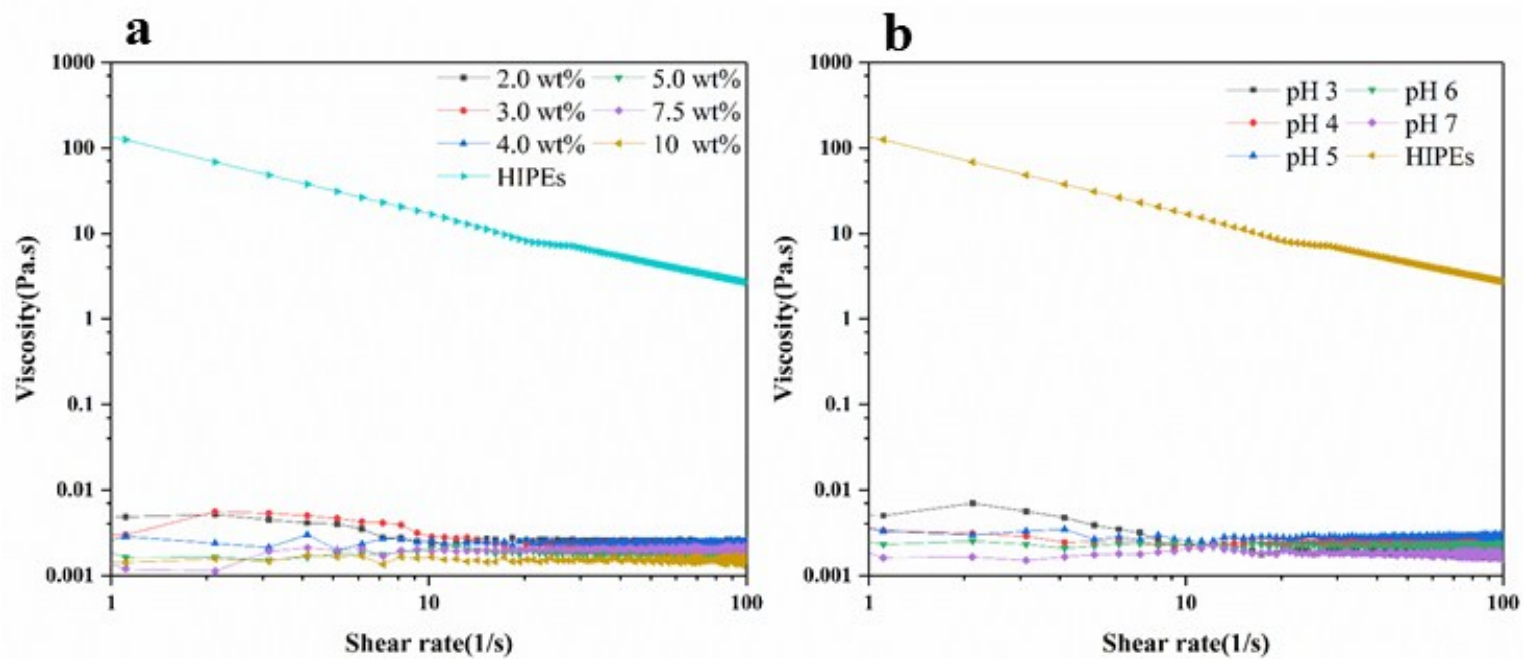 a
1000
100
10
1
0.1
0.01
0.001
Viscosity(Pa.s)
2.0 wt% 5.0 wt%
3.0 wt% 7.5 wt%
4.0 wt% 10 wt%
HIPEs
1 10 100
Shear rate(1/s)
b
1000
100
10
1
0.1
0.01
0.001
Viscosity(Pa.s)
pH 3 pH 6
pH 4 pH 7
pH 5 HIPEs
1 10 100
Shear rate(1/s)